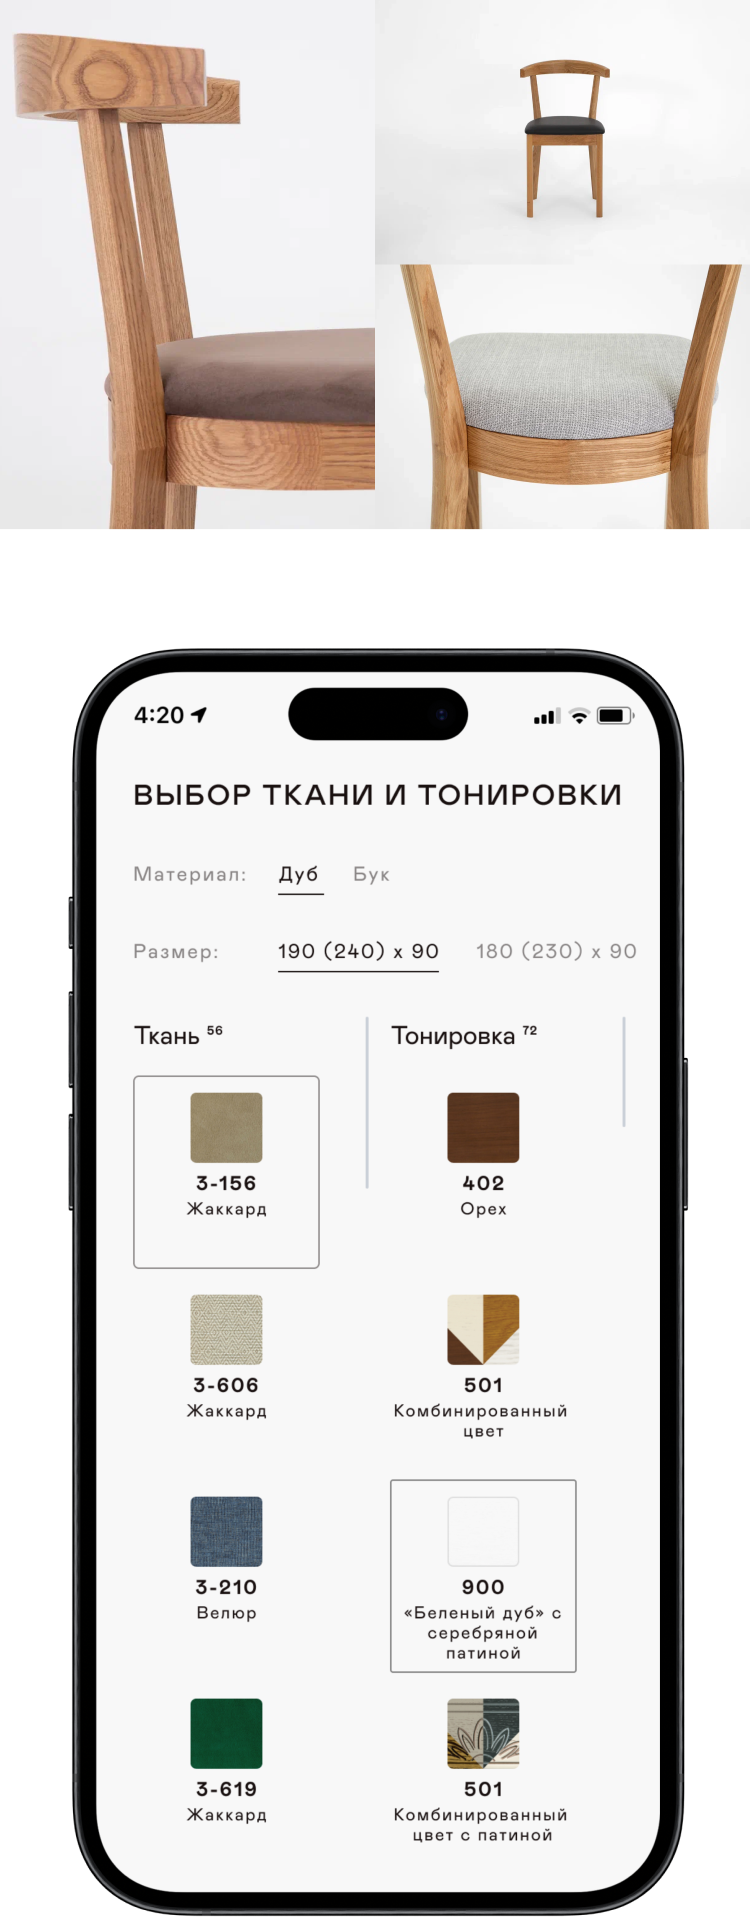 4:20
ВЫБОР ТКАНИ И ТОНИРОВКИ
Материал: Дуб Бук
Размер: 190 (240) x 90 180 (230) x 90
Ткань 56
3-156
Жаккард
3-606
Жаккард
3-210
Велюр
3-619
Жаккард
Тонировка 72
402
Орех
501
Комбинированный
цвет
900
«Беленый дуб» с
серебряной
патиной
501
Комбинированный
цвет с патиной